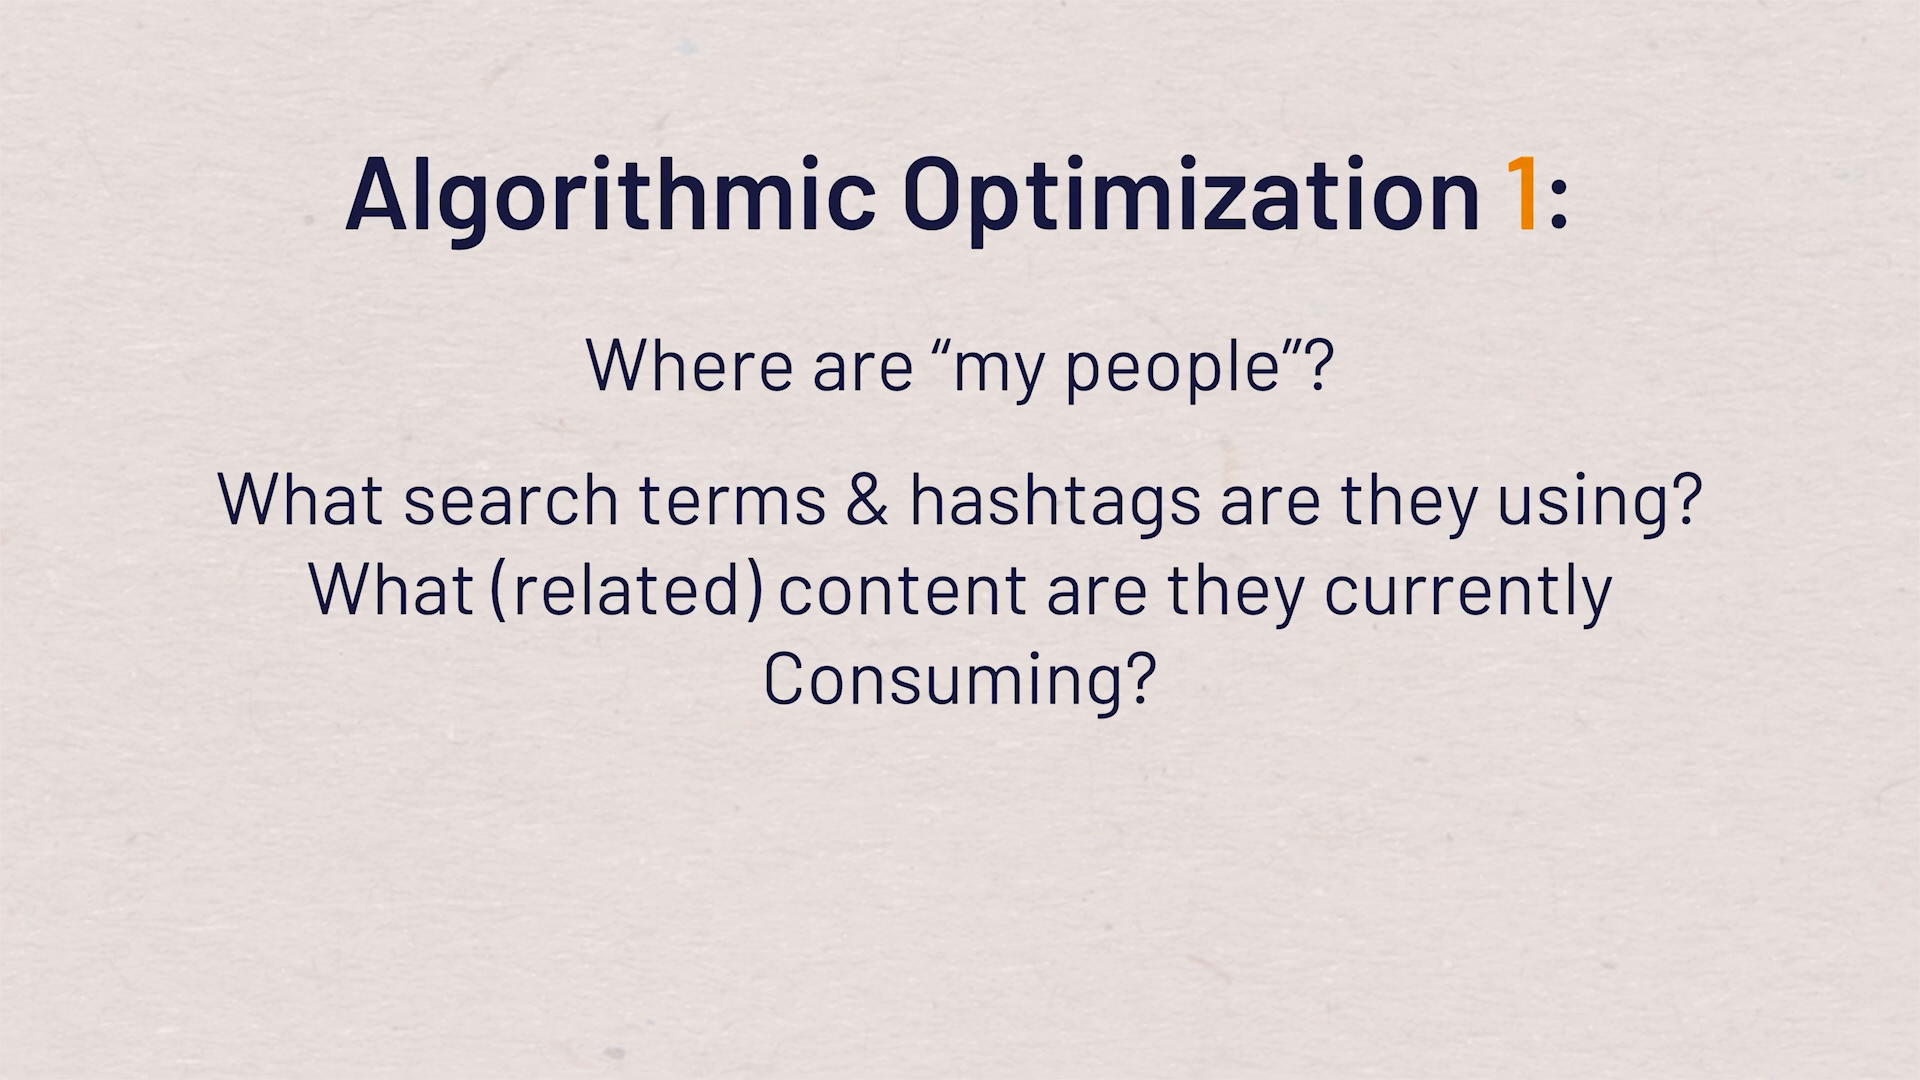 Algorithmic Optimization 1:
Where are “my people”?
What search terms & hashtags are they using?
What (related) content are they currently
Consuming?